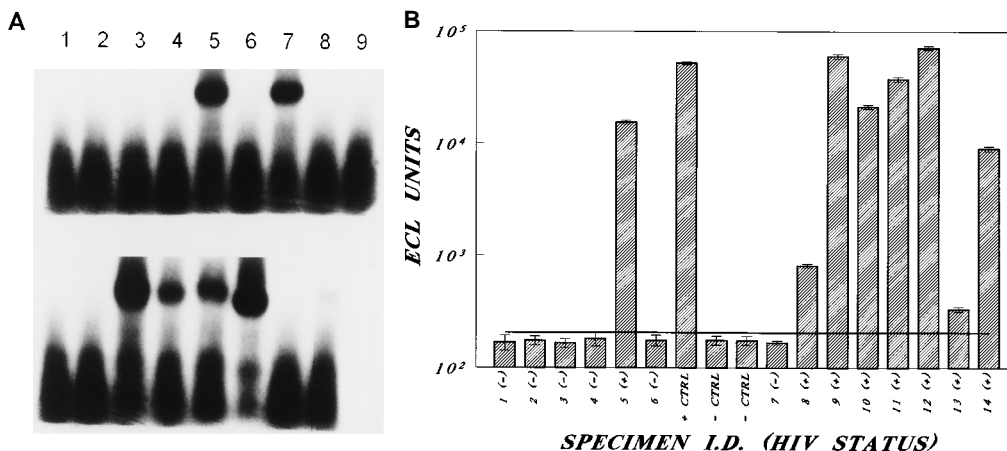 A
1 2 3 4 5 6 7 8 9
B
ECL UNITS
10^5
10^4
10^3
10^2
1 (-)
2 (-)
3 (-)
4 (-)
5 (+)
6 (-)
+ CTRL
- CTRL
- CTRL
7 (-)
8 (+)
9 (+)
10 (+)
11 (+)
12 (+)
13 (+)
14 (+)
SPECIMEN I.D. (HIV STATUS)